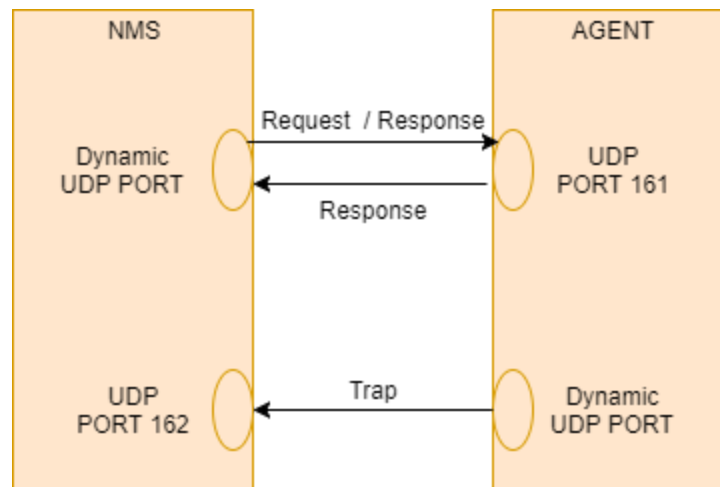 NMS
AGENT
Request / Response
Dynamic
UDP PORT
UDP
PORT 161
Response
Trap
UDP
PORT 162
Dynamic
UDP PORT